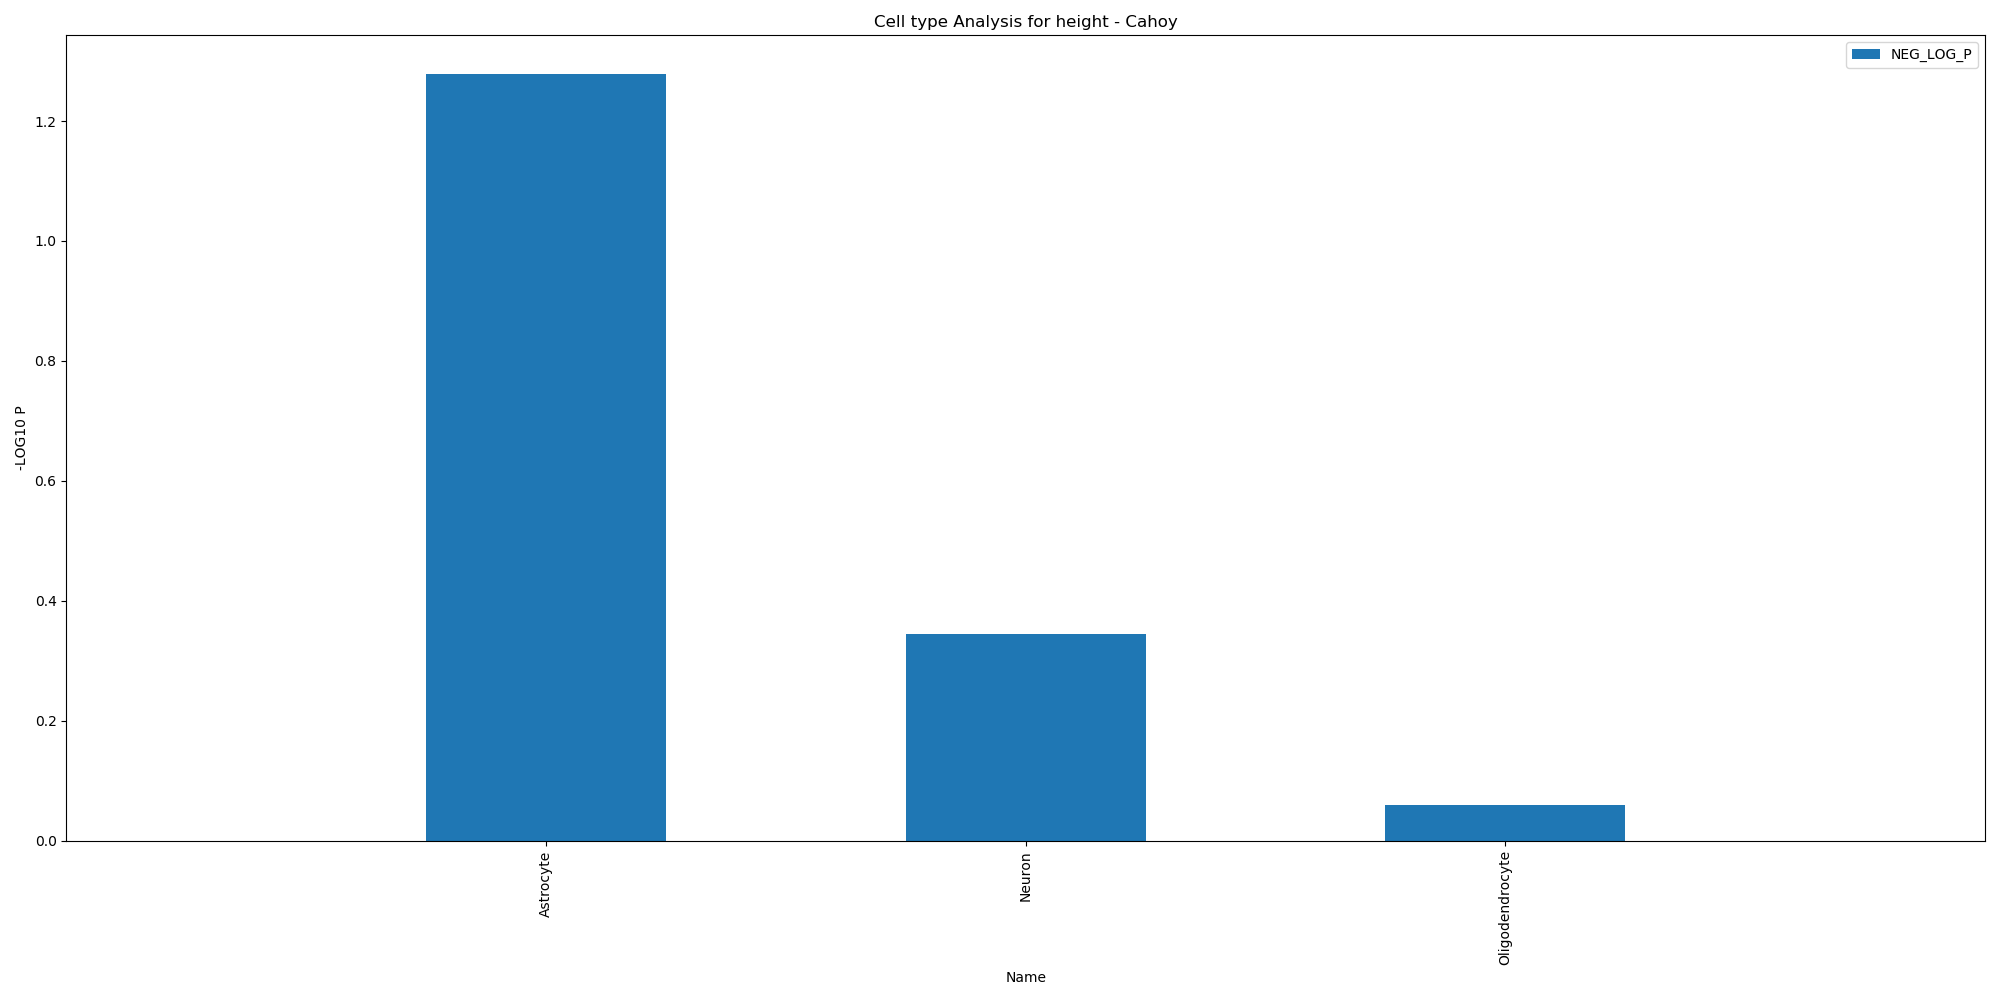 Cell type Analysis for height - Cahoy
NEG_LOG_P
1.2
1.0
0.8
0.6
0.4
0.2
0.0
-LOG10 P
Astrocyte
Neuron
Oligodendrocyte
Name